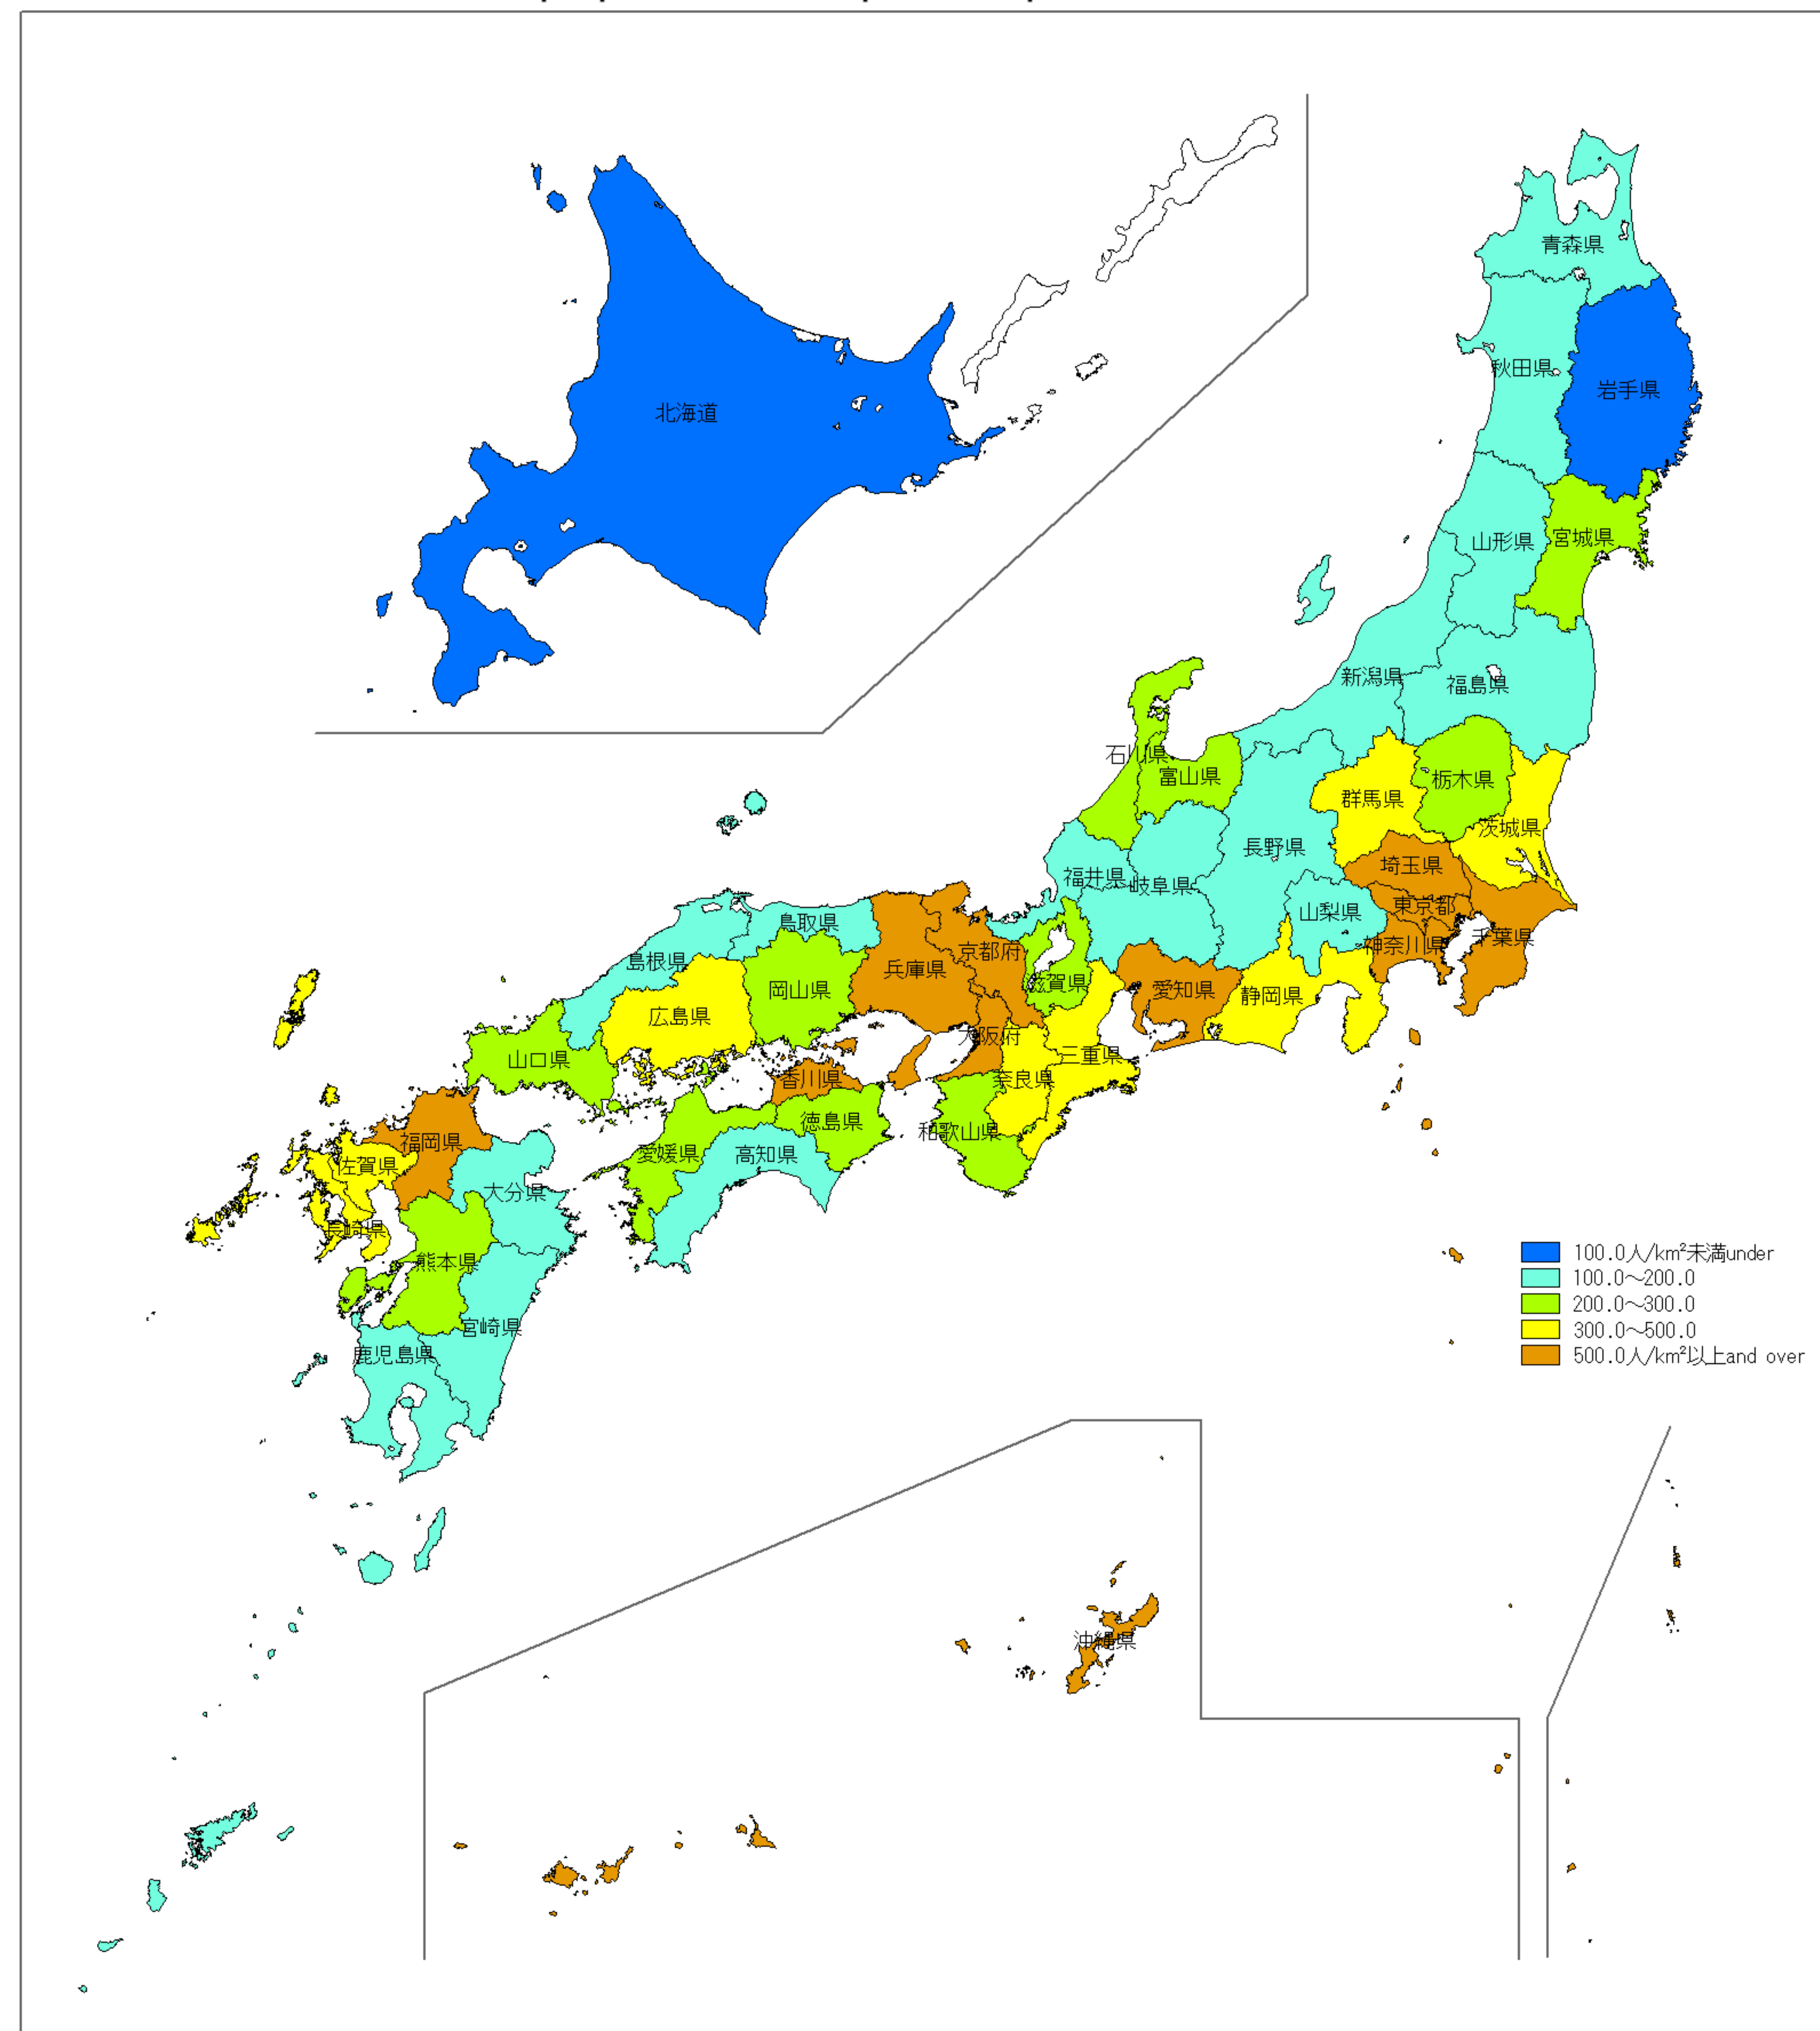 青森県
秋田県
岩手県
北海道
山形県
宮城県
新潟県
福島県
石川県
富山県
栃木県
群馬県
茨城県
長野県
埼玉県
福井県
岐阜県
山梨県
東京都
鳥取県
島根県
兵庫県
京都府
滋賀県
愛知県
静岡県
神奈川県
千葉県
岡山県
広島県
大阪府
三重県
山口県
香川県
奈良県
徳島県
和歌山県
福岡県
愛媛県
高知県
佐賀県
大分県
長崎県
熊本県
宮崎県
鹿児島県
100.0人/km²未満under
100.0～200.0
200.0～300.0
300.0～500.0
500.0人/km²以上and over
沖縄県